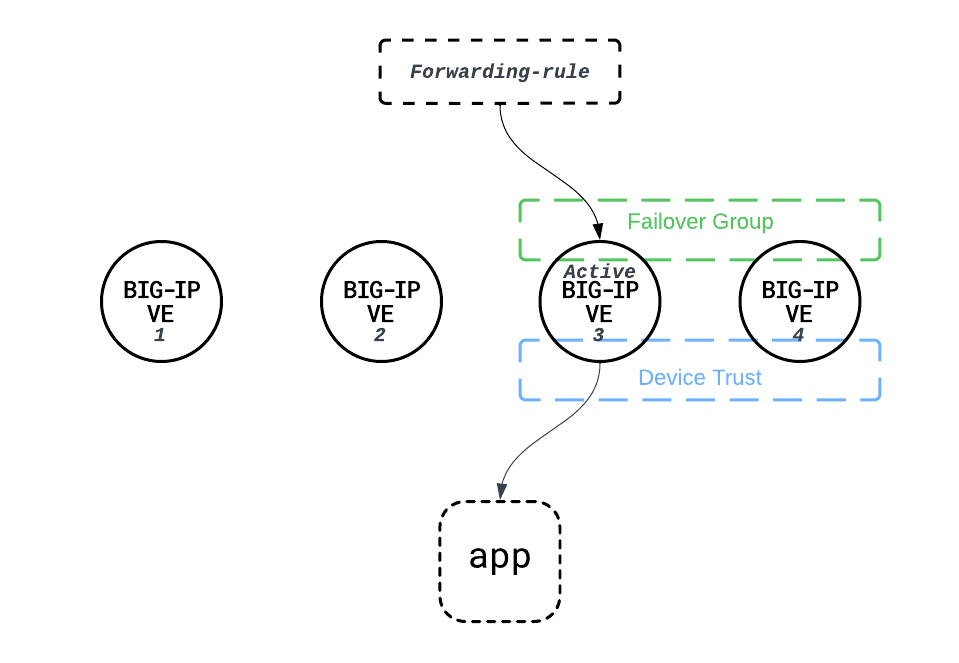 Forwarding-rule
Failover Group
BIG-IP
VE
1
BIG-IP
VE
2
Active
BIG-IP
VE
3
BIG-IP
VE
4
Device Trust
app